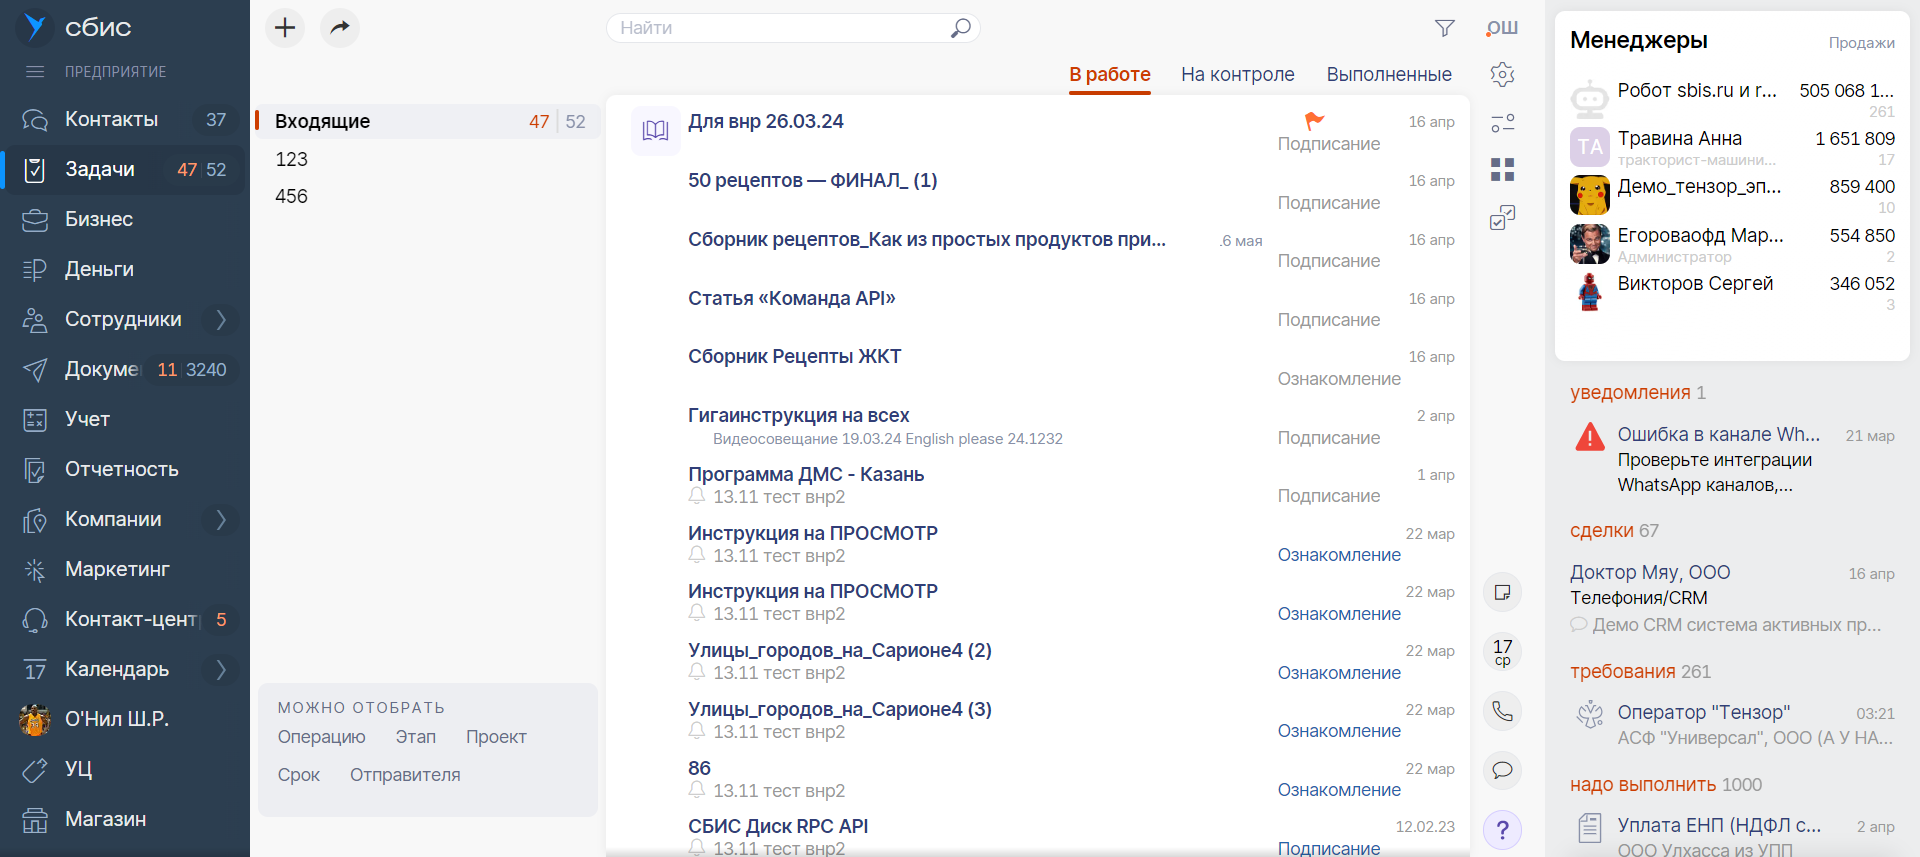 сбис
ПРЕДПРИЯТИЕ
Контакты 37
Задачи 47 52
Бизнес
Деньги
Сотрудники
Докуме 11 3240
Учет
Отчетность
Компании
Маркетинг
Контакт-цент 5
17 Календарь
О'Нил Ш.Р.
УЦ
Магазин
Найти
ОШ
В работе На контроле Выполненные
Входящие 47 52
123
456
МОЖНО ОТОБРАТЬ
Операцию Этап Проект
Срок Отправителя
Для внр 26.03.24 16 апр
Подписание
50 рецептов — ФИНАЛ_ (1) 16 апр
Подписание
Сборник рецептов_Как из простых продуктов при... .6 мая 16 апр
Подписание
Статья «Команда API» 16 апр
Подписание
Сборник Рецепты ЖКТ 16 апр
Ознакомление
Гигаинструкция на всех 2 апр
Видеосовещание 19.03.24 English please 24.1232 Подписание
Программа ДМС - Казань 1 апр
13.11 тест внр2 Подписание
Инструкция на ПРОСМОТР 22 мар
13.11 тест внр2 Ознакомление
Инструкция на ПРОСМОТР 22 мар
13.11 тест внр2 Ознакомление
Улицы_городов_на_Сарионе4 (2) 22 мар
13.11 тест внр2 Ознакомление
Улицы_городов_на_Сарионе4 (3) 22 мар
13.11 тест внр2 Ознакомление
86 22 мар
13.11 тест внр2 Ознакомление
СБИС Диск RPC API 12.02.23
13.11 тест внр2 Подписание
17
ср
?
Менеджеры Продажи
Робот sbis.ru и г... 505 068 1...
261
ТА Травина Анна 1 651 809
тракторист-машини... 17
Демо_тензор_эп... 859 400
10
Егороваофд Мар... 554 850
Администратор 2
Викторов Сергей 346 052
3
уведомления 1
Ошибка в канале Wh... 21 мар
Проверьте интеграции
WhatsApp каналов,...
сделки 67
Доктор Мяу, ООО 16 апр
Телефония/CRM
Демо CRM система активных пр...
требования 261
Оператор "Тензор" 03:21
АСФ "Универсал", ООО (А У НА...
надо выполнить 1000
Уплата ЕНП (НДФЛ с... 2 апр
ООО Улхасса из УПП